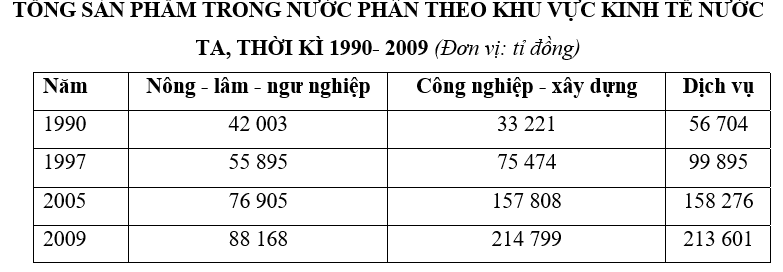 TỔNG SẢN PHẨM TRONG NƯỚC PHÂN THEO KHU VỰC KINH TẾ NƯỚC
TA, THỜI KÌ 1990- 2009 (Đơn vị: tỉ đồng)
Năm Nông - lâm - ngư nghiệp Công nghiệp - xây dựng Dịch vụ
1990 42 003 33 221 56 704
1997 55 895 75 474 99 895
2005 76 905 157 808 158 276
2009 88 168 214 799 213 601